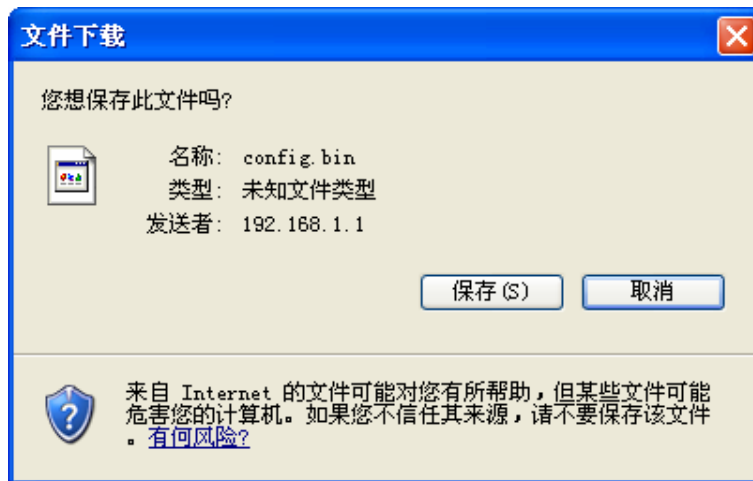 文件下载
您想保存此文件吗?
名称: config.bin
类型: 未知文件类型
发送者: 192.168.1.1
保存(S) 取消
来自 Internet 的文件可能对您有所帮助，但某些文件可能
危害您的计算机。如果您不信任其来源，请不要保存该文件
。有何风险?